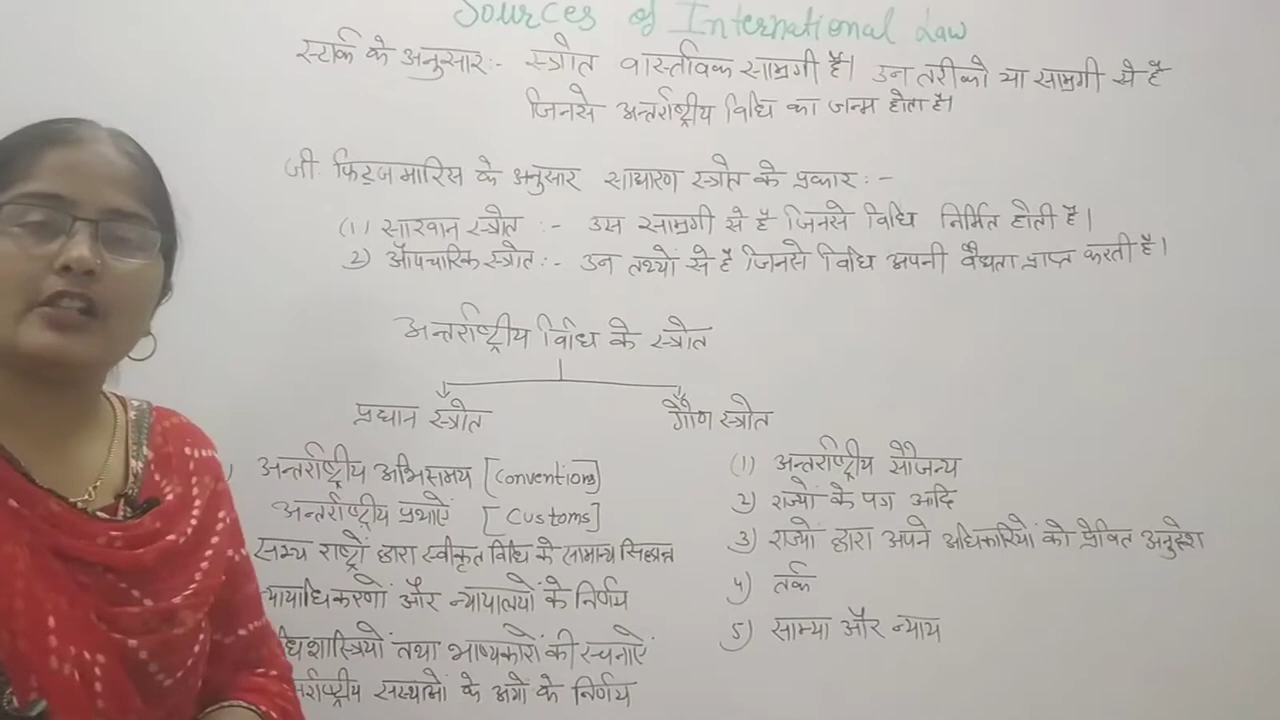 Sources of International Law
स्टार्क के अनुसार:- स्त्रोत वास्तविक सामग्री है। उन तरीको या सामग्री से है
जिनसे अन्तर्राष्ट्रीय विधि का जन्म होता है।
जी. फिट्जमारिस के अनुसार साधारण स्त्रोत के प्रकार:-
(1) सारवान स्त्रोत :- उस सामग्री से है जिनसे विधि निर्मित होती है।
2) औपचारिक स्त्रोत:- उन तथ्यों से है जिनसे विधि अपनी वैधता प्राप्त करती है।
अन्तर्राष्ट्रीय विधि के स्त्रोत
प्रधान स्त्रोत
गौण स्त्रोत
अन्तर्राष्ट्रीय अभिसमय [Conventions]
अन्तर्राष्ट्रीय प्रथाएँ [Customs]
सभ्य राष्ट्रों द्वारा स्वीकृत विधि के सामान्य सिद्धान्त
न्यायाधिकरणों और न्यायालयों के निर्णय
धिशास्त्रियों तथा भाष्यकारों की रचनाएँ
र्राष्ट्रीय संस्थाओं के अंगों के निर्णय
(1) अन्तर्राष्ट्रीय सौजन्य
2) राज्यों के पत्र आदि
3) राज्यों द्वारा अपने अधिकारियों को प्रेषित अनुदेश
4) तर्क
5) साम्या और न्याय